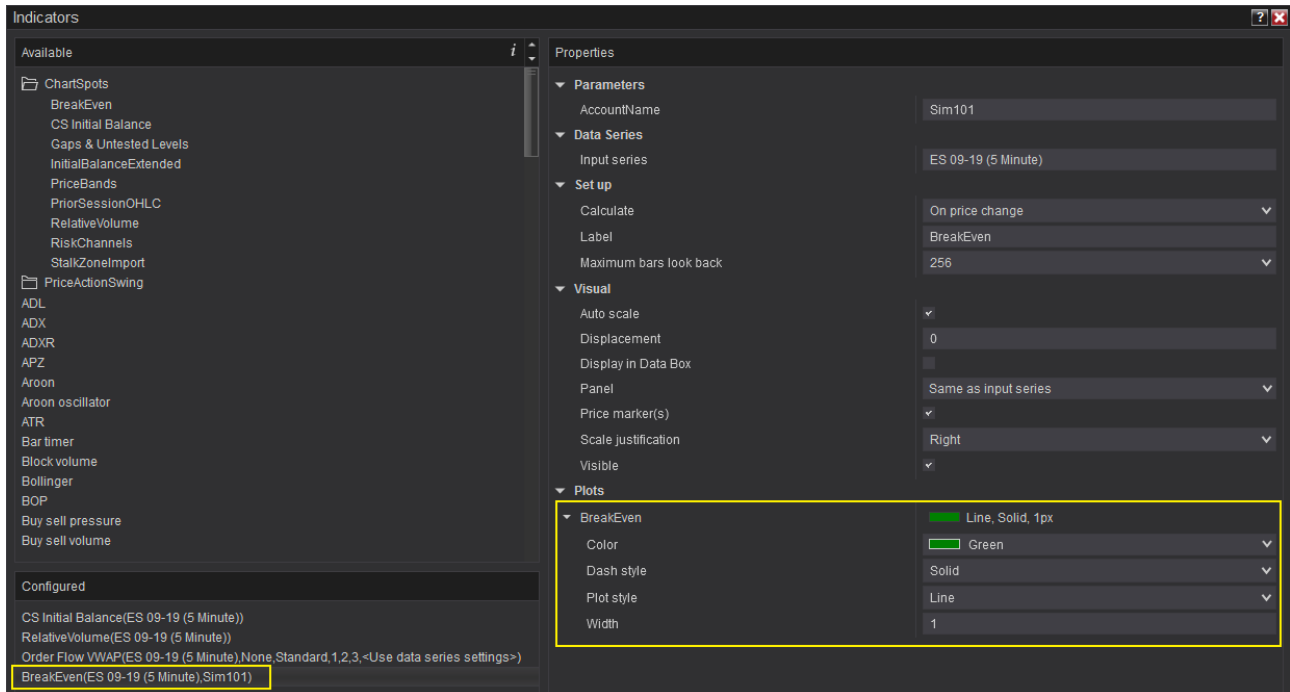 Indicators
Available
ChartSpots
BreakEven
CS Initial Balance
Gaps & Untested Levels
InitialBalanceExtended
PriceBands
PriorSessionOHLC
RelativeVolume
RiskChannels
StalkZoneImport
PriceActionSwing
ADL
ADX
ADXR
APZ
Aroon
Aroon oscillator
ATR
Bar timer
Block volume
Bollinger
BOP
Buy sell pressure
Buy sell volume
Configured
CS Initial Balance(ES 09-19 (5 Minute))
RelativeVolume(ES 09-19 (5 Minute))
Order Flow VWAP(ES 09-19 (5 Minute),None,Standard,1,2,3,<Use data series settings>)
BreakEven(ES 09-19 (5 Minute),Sim101)
Properties
Parameters
AccountName Sim101
Data Series
Input series ES 09-19 (5 Minute)
Set up
Calculate On price change
Label BreakEven
Maximum bars look back 256
Visual
Auto scale
Displacement 0
Display in Data Box
Panel Same as input series
Price marker(s)
Scale justification Right
Visible
Plots
BreakEven Line, Solid, 1px
Color Green
Dash style Solid
Plot style Line
Width 1